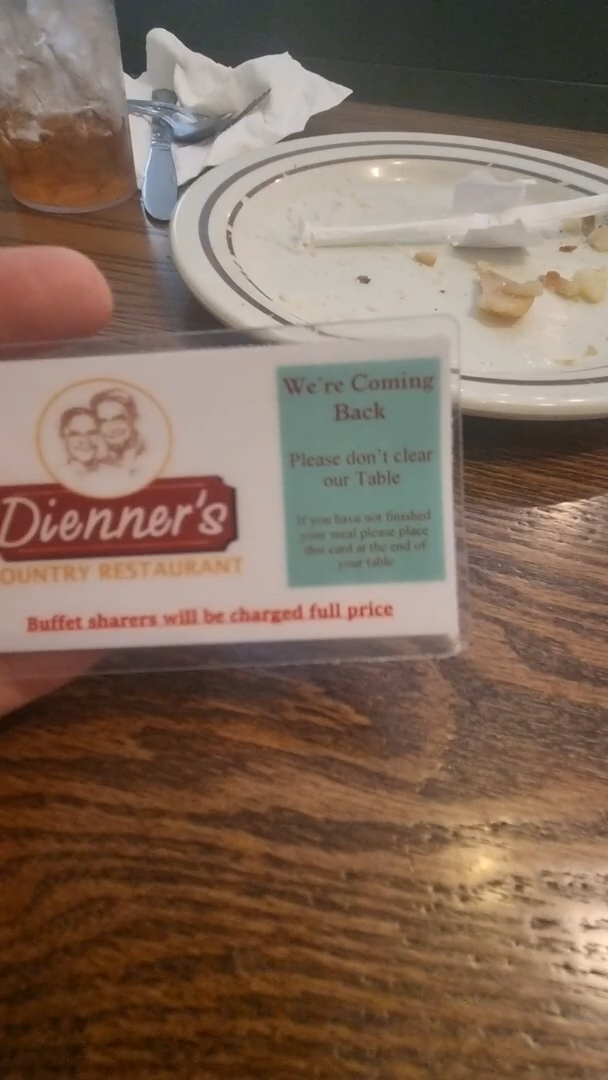 Dienner's
OUNTRY RESTAURANT
We're Coming
Back
Please don't clear
our Table
If you have not finished
your meal please place
this card at the end of
your table
Buffet sharers will be charged full price